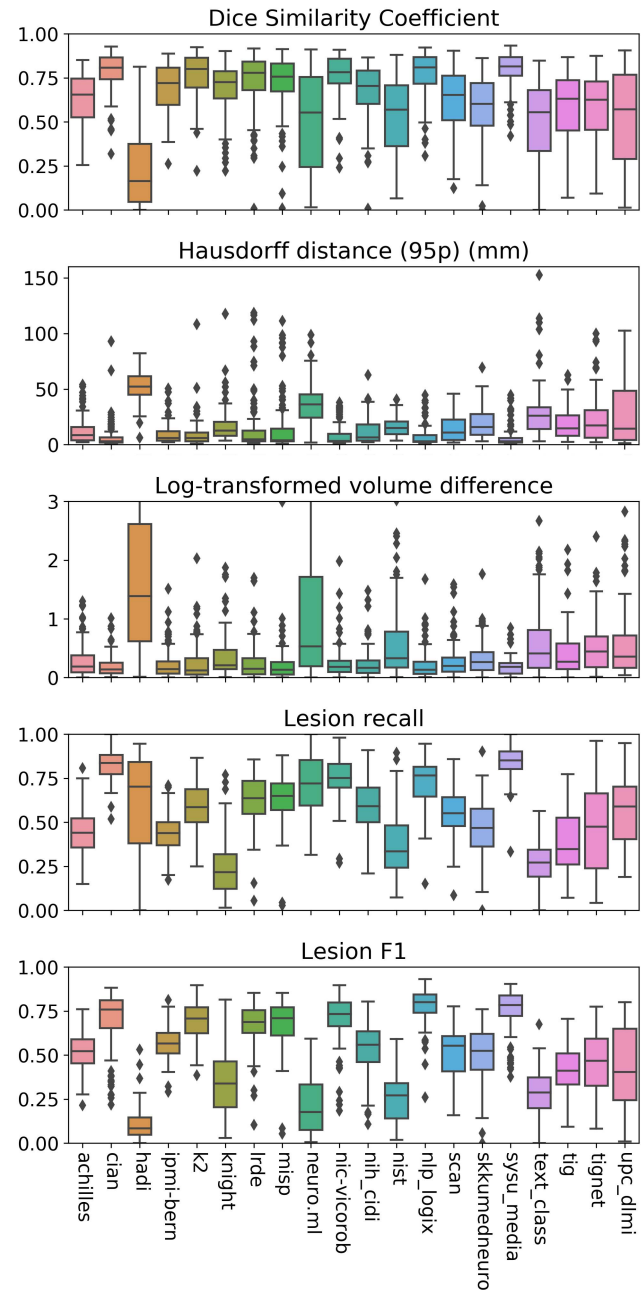 Dice Similarity Coefficient
1.00
0.75
0.50
0.25
0.00
Hausdorff distance (95p) (mm)
150
100
50
0
Log-transformed volume difference
3
2
1
0
Lesion recall
1.00
0.75
0.50
0.25
0.00
Lesion F1
1.00
0.75
0.50
0.25
0.00
achilles
cian
hadi
ipmi-bern
k2
knight
lrde
misp
neuro.ml
nic-vicorob
nih_cidi
nist
nlp_logix
scan
skkumedneuro
sysu_media
text_class
tig
tignet
upc_dlmi